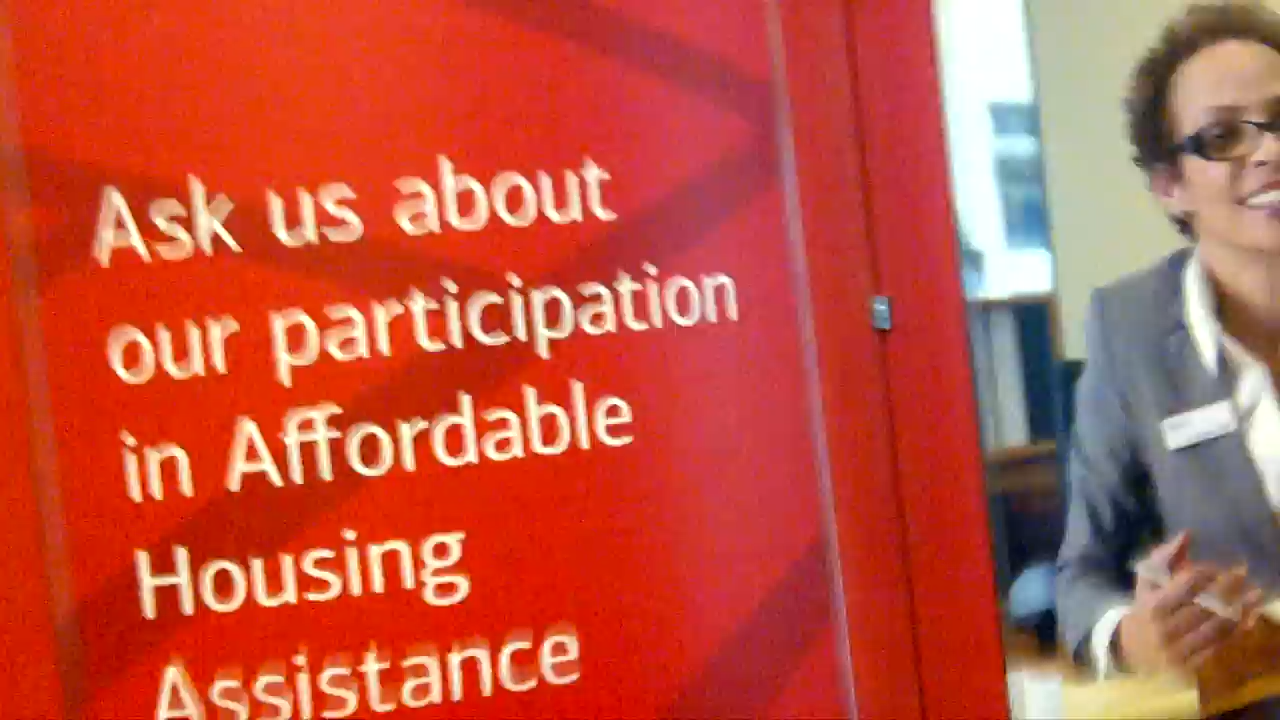 Ask us about
our participation
in Affordable
Housing
Assistance